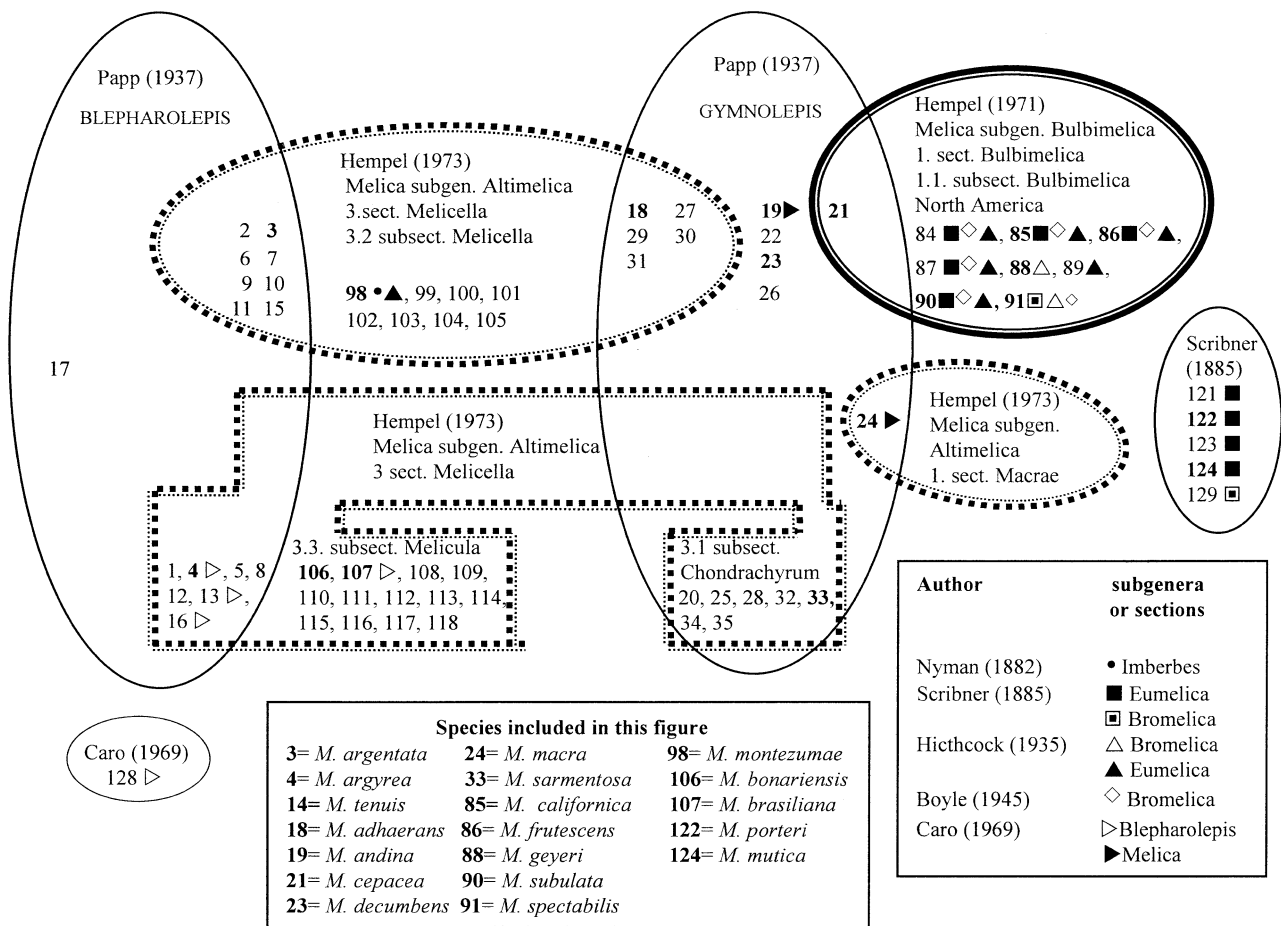 Papp (1937)
BLEPHAROLEPIS
2 3
6 7
9 10
11 15
17
Hempel (1973)
Melica subgen. Altimelica
3.sect. Melicella
3.2 subsect. Melicella
98 •▲, 99, 100, 101
102, 103, 104, 105
Papp (1937)
GYMNOLEPIS
18 27
29 30
31
19▶
22
23
26
21
Hempel (1971)
Melica subgen. Bulbimelica
1. sect. Bulbimelica
1.1. subsect. Bulbimelica
North America
84 ■◇▲, 85■◇▲, 86■◇▲,
87 ■◇▲, 88△, 89▲,
90■◇▲, 91▣△◇
Scribner
(1885)
121 ■
122 ■
123 ■
124 ■
129 ▣
Hempel (1973)
Melica subgen. Altimelica
3 sect. Melicella
24 ▶
Hempel (1973)
Melica subgen.
Altimelica
1. sect. Macrae
1, 4 ▷, 5, 8
12, 13 ▷,
16 ▷
3.3. subsect. Melicula
106, 107 ▷, 108, 109,
110, 111, 112, 113, 114,
115, 116, 117, 118
3.1 subsect.
Chondrachyrum
20, 25, 28, 32, 33,
34, 35
Caro (1969)
128 ▷
Species included in this figure
3= M. argentata 24= M. macra 98= M. montezumae
4= M. argyrea 33= M. sarmentosa 106= M. bonariensis
14= M. tenuis 85= M. californica 107= M. brasiliana
18= M. adhaerans 86= M. frutescens 122= M. porteri
19= M. andina 88= M. geyeri 124= M. mutica
21= M. cepacea 90= M. subulata
23= M. decumbens 91= M. spectabilis
Author subgenera
or sections
Nyman (1882) • Imberbes
Scribner (1885) ■ Eumelica
▣ Bromelica
Hicthcock (1935) △ Bromelica
▲ Eumelica
Boyle (1945) ◇ Bromelica
Caro (1969) ▷Blepharolepis
▶Melica